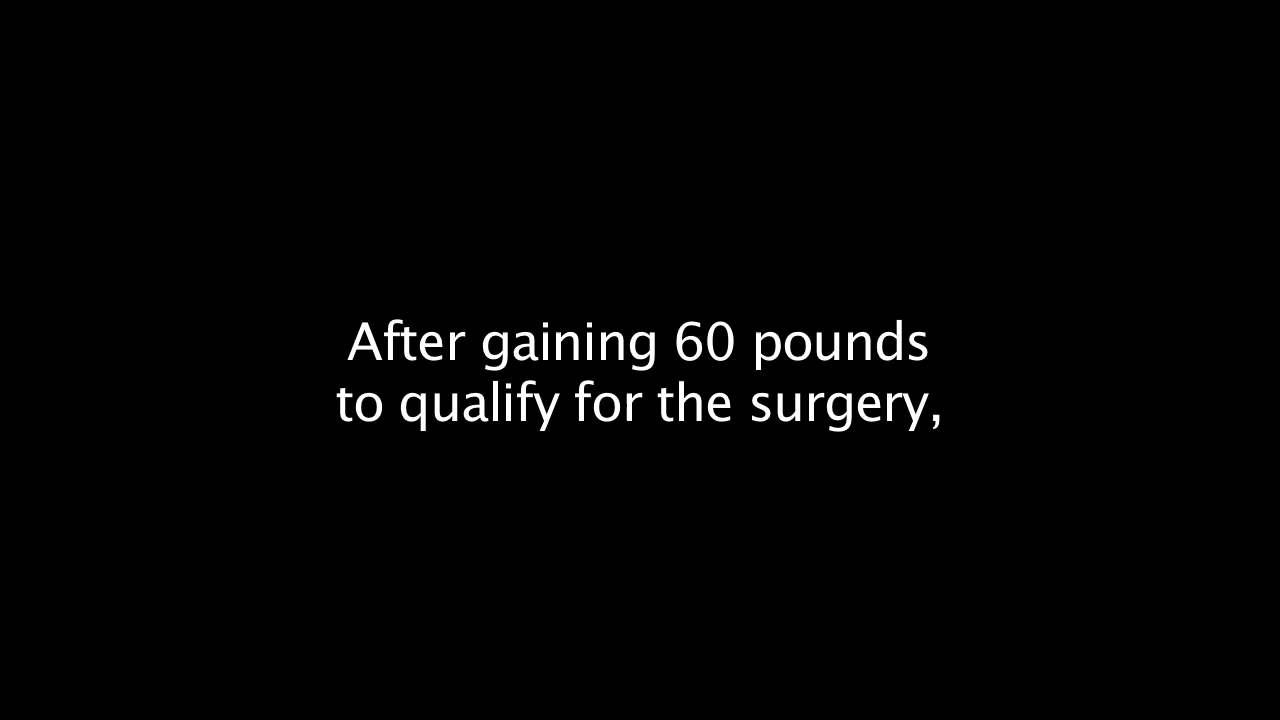 After gaining 60 pounds
to qualify for the surgery,